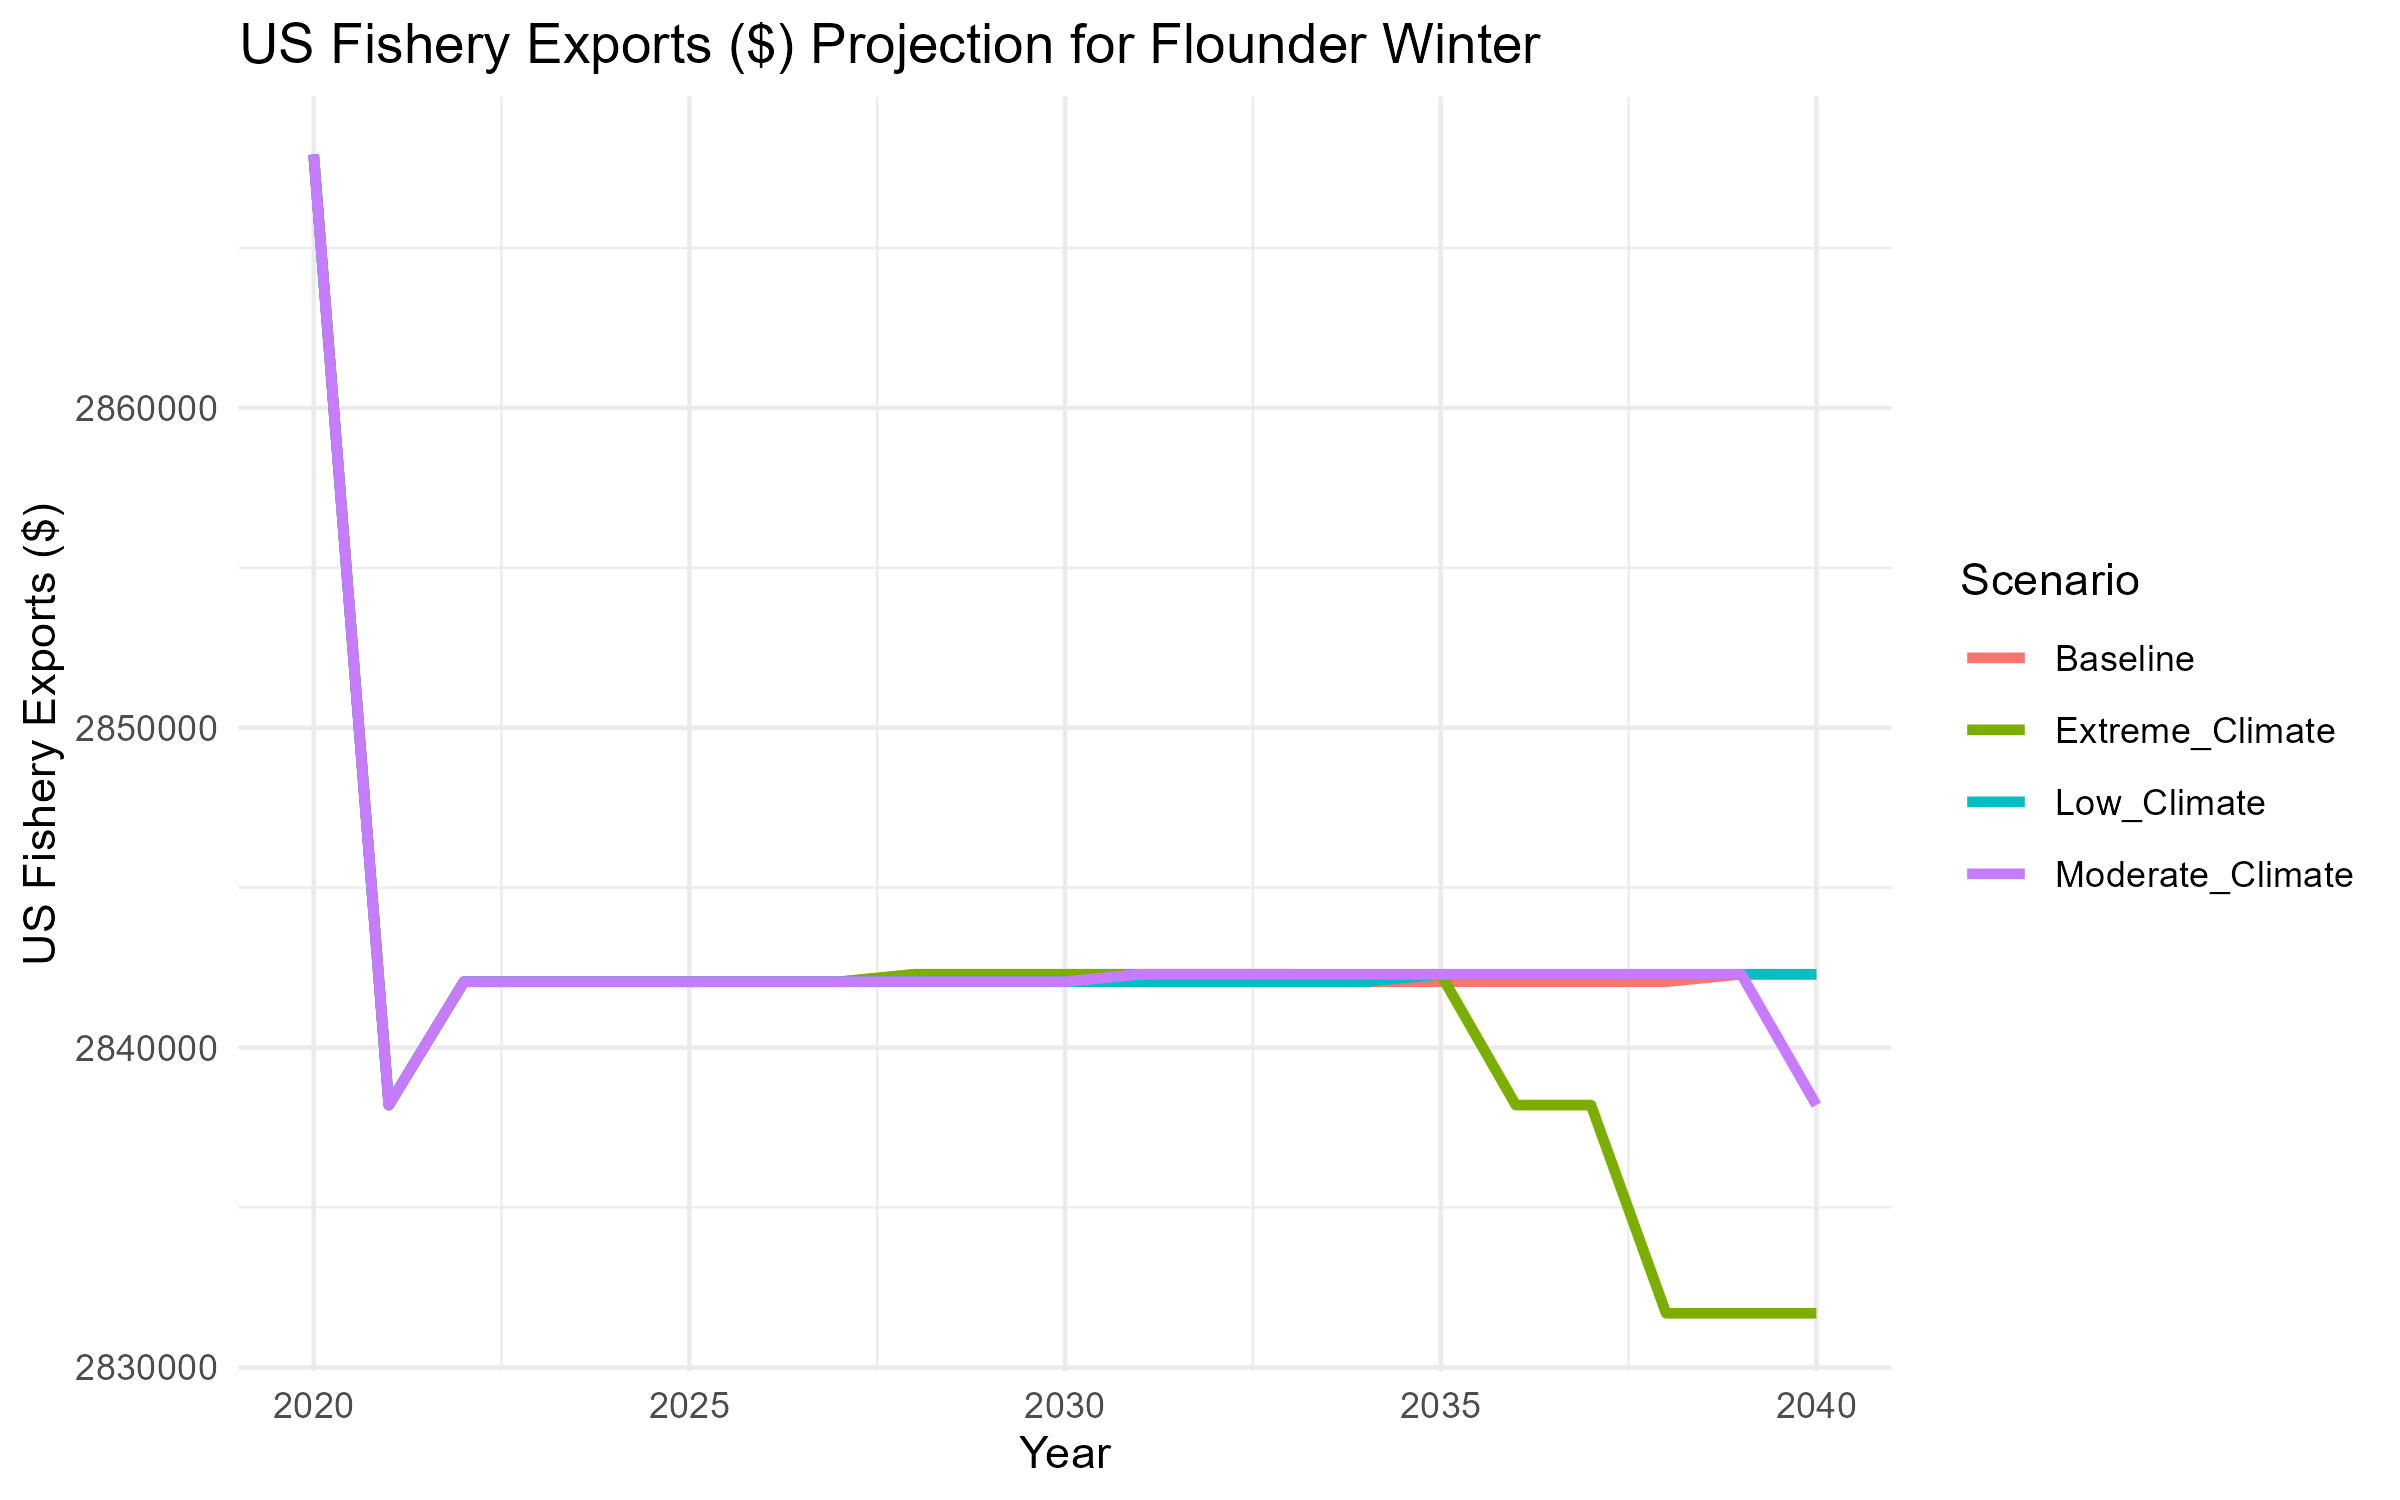 US Fishery Exports ($) Projection for Flounder Winter
US Fishery Exports ($)
2860000
2850000
2840000
2830000
2020
2025
2030
2035
2040
Year
Scenario
Baseline
Extreme_Climate
Low_Climate
Moderate_Climate